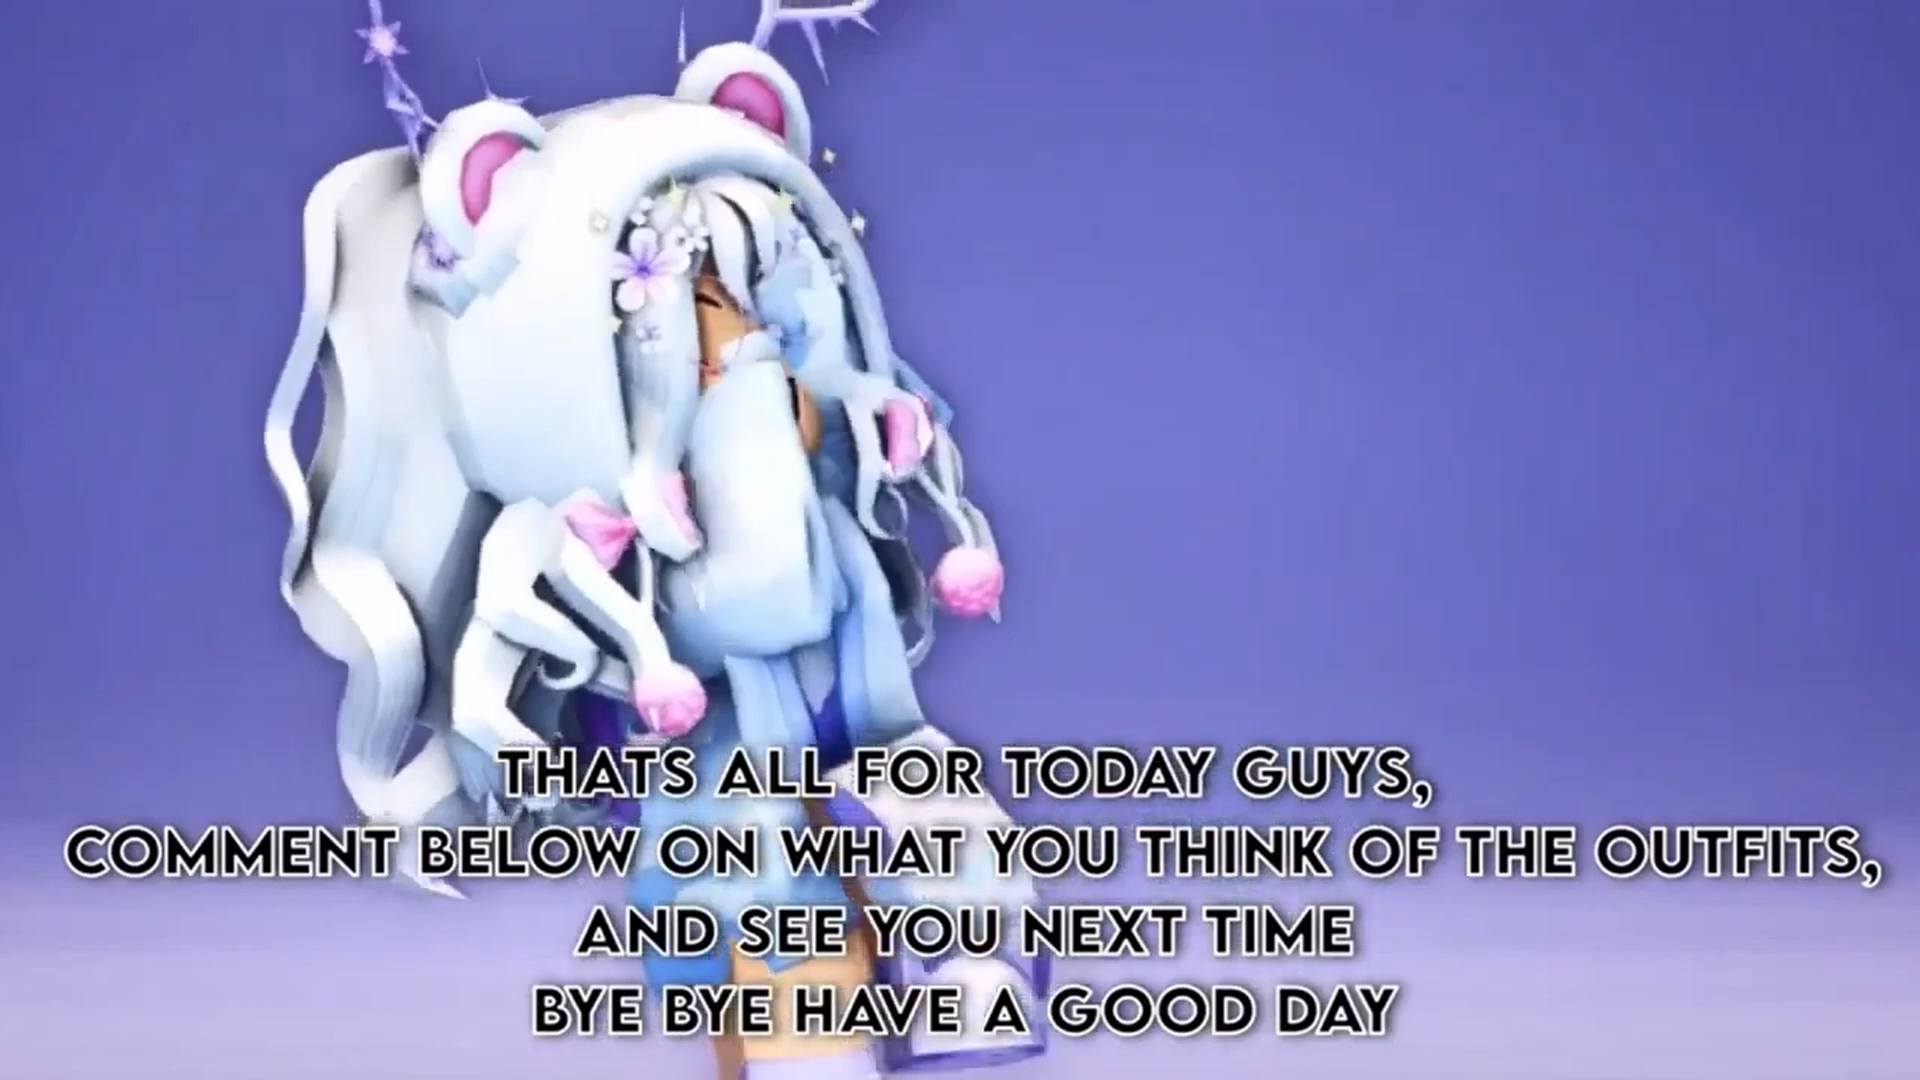 THATS ALL FOR TODAY GUYS,
COMMENT BELOW ON WHAT YOU THINK OF THE OUTFITS,
AND SEE YOU NEXT TIME
BYE BYE HAVE A GOOD DAY